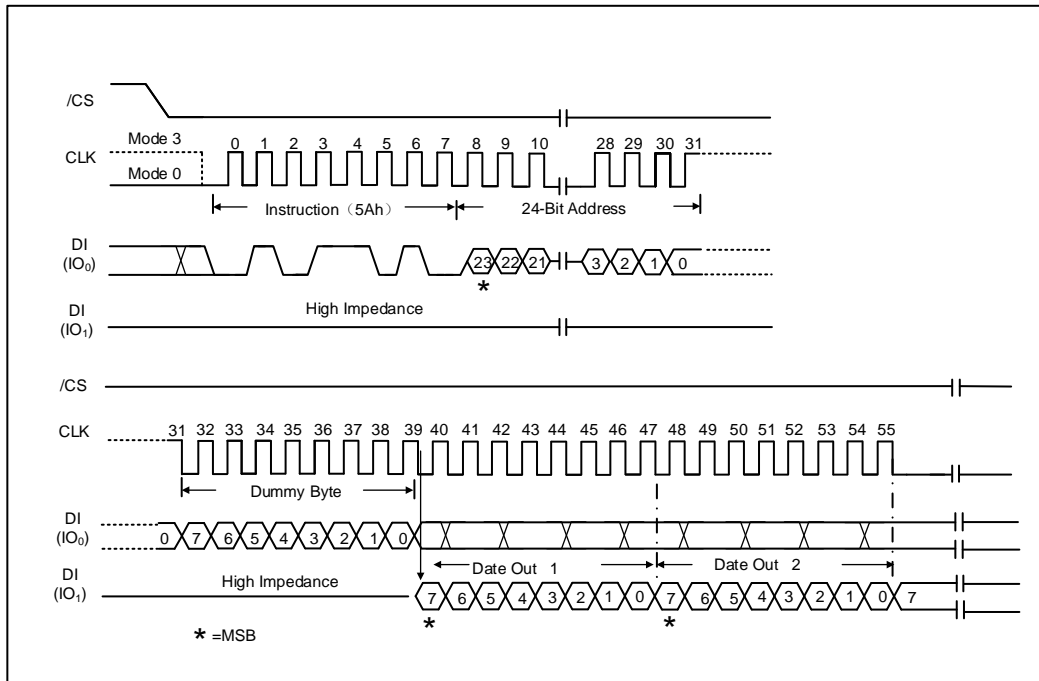 /CS
Mode 3
CLK
Mode 0
0 1 2 3 4 5 6 7 8 9 10 28 29 30 31
Instruction（5Ah）
24-Bit Address
DI
(IO0)
23 22 21 3 2 1 0
*
High Impedance
DI
(IO1)
/CS
CLK
31 32 33 34 35 36 37 38 39 40 41 42 43 44 45 46 47 48 49 50 51 52 53 54 55
Dummy Byte
DI
(IO0)
0 7 6 5 4 3 2 1 0
Date Out 1
Date Out 2
DI
(IO1)
High Impedance
7 6 5 4 3 2 1 0 7 6 5 4 3 2 1 0 7
* *
* =MSB